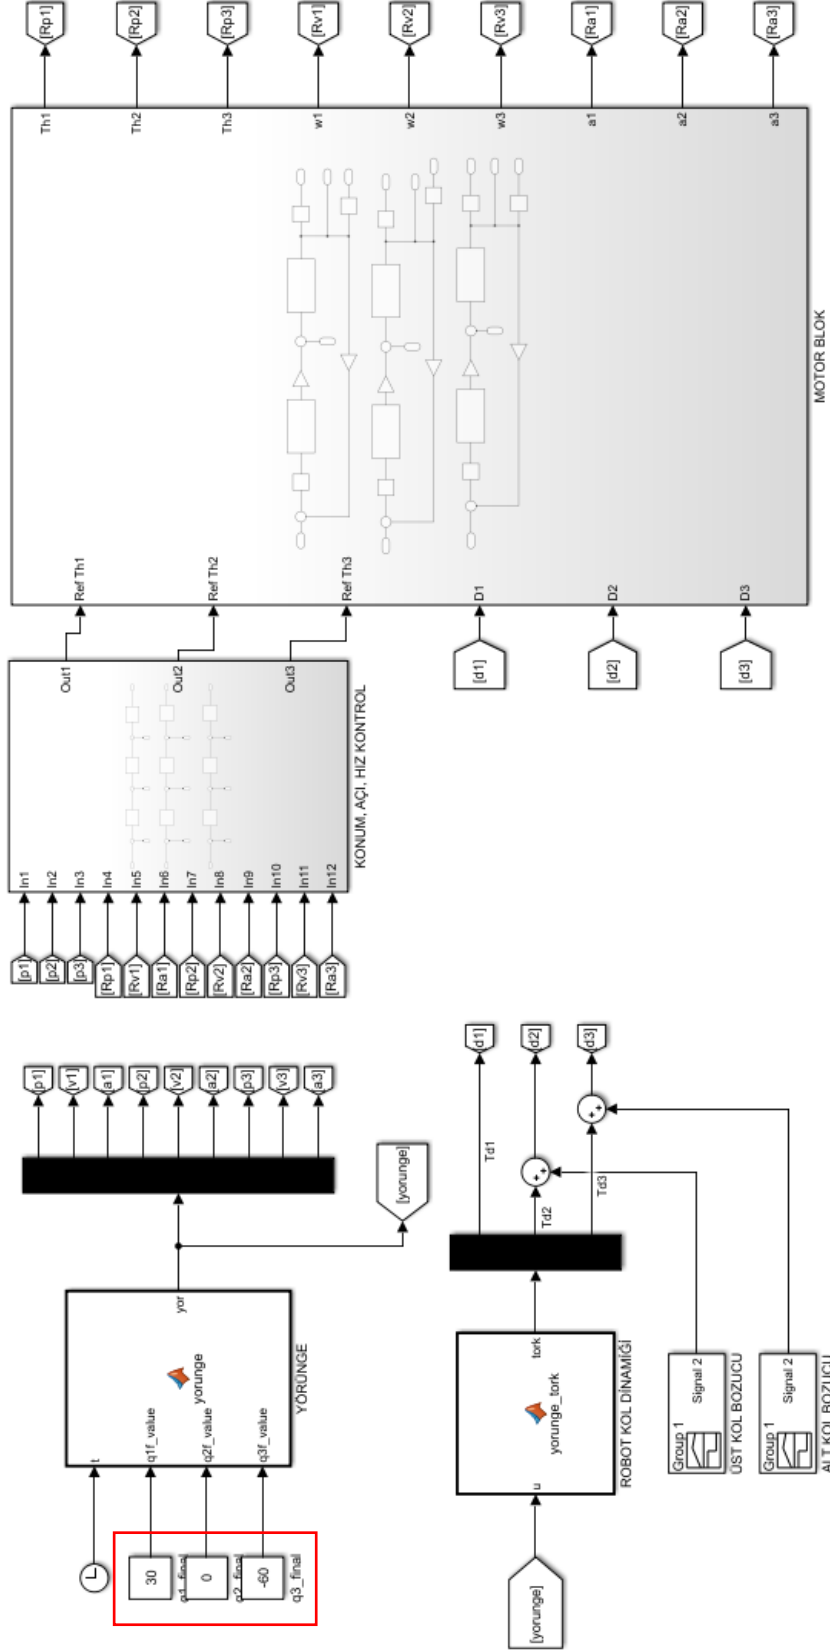 t
30
q1_final
0
q2_final
-60
q3_final
q1f_value
q2f_value
q3f_value
yorunge
yor
YÖRÜNGE
[yorunge]
[p1]
[v1]
[a1]
[p2]
[v2]
[a2]
[p3]
[v3]
[a3]
[yorunge]
u
yorunge_tork
tork
ROBOT KOL DİNAMİĞİ
Group 1
Signal 2
ÜST KOL BOZUCU
Group 1
Signal 2
ALT KOL BOZUCU
Td1
Td2
Td3
[d1]
[d2]
[d3]
[p1]
[p2]
[p3]
[Rp1]
[Rv1]
[Ra1]
[Rp2]
[Rv2]
[Ra2]
[Rp3]
[Rv3]
[Ra3]
In1
In2
In3
In4
In5
In6
In7
In8
In9
In10
In11
In12
Out1
Out2
Out3
KONUM, AÇI, HIZ KONTROL
[d1]
[d2]
[d3]
Ref Th1
Ref Th2
Ref Th3
D1
D2
D3
Th1
Th2
Th3
w1
w2
w3
a1
a2
a3
MOTOR BLOK
[Rp1]
[Rp2]
[Rp3]
[Rv1]
[Rv2]
[Rv3]
[Ra1]
[Ra2]
[Ra3]